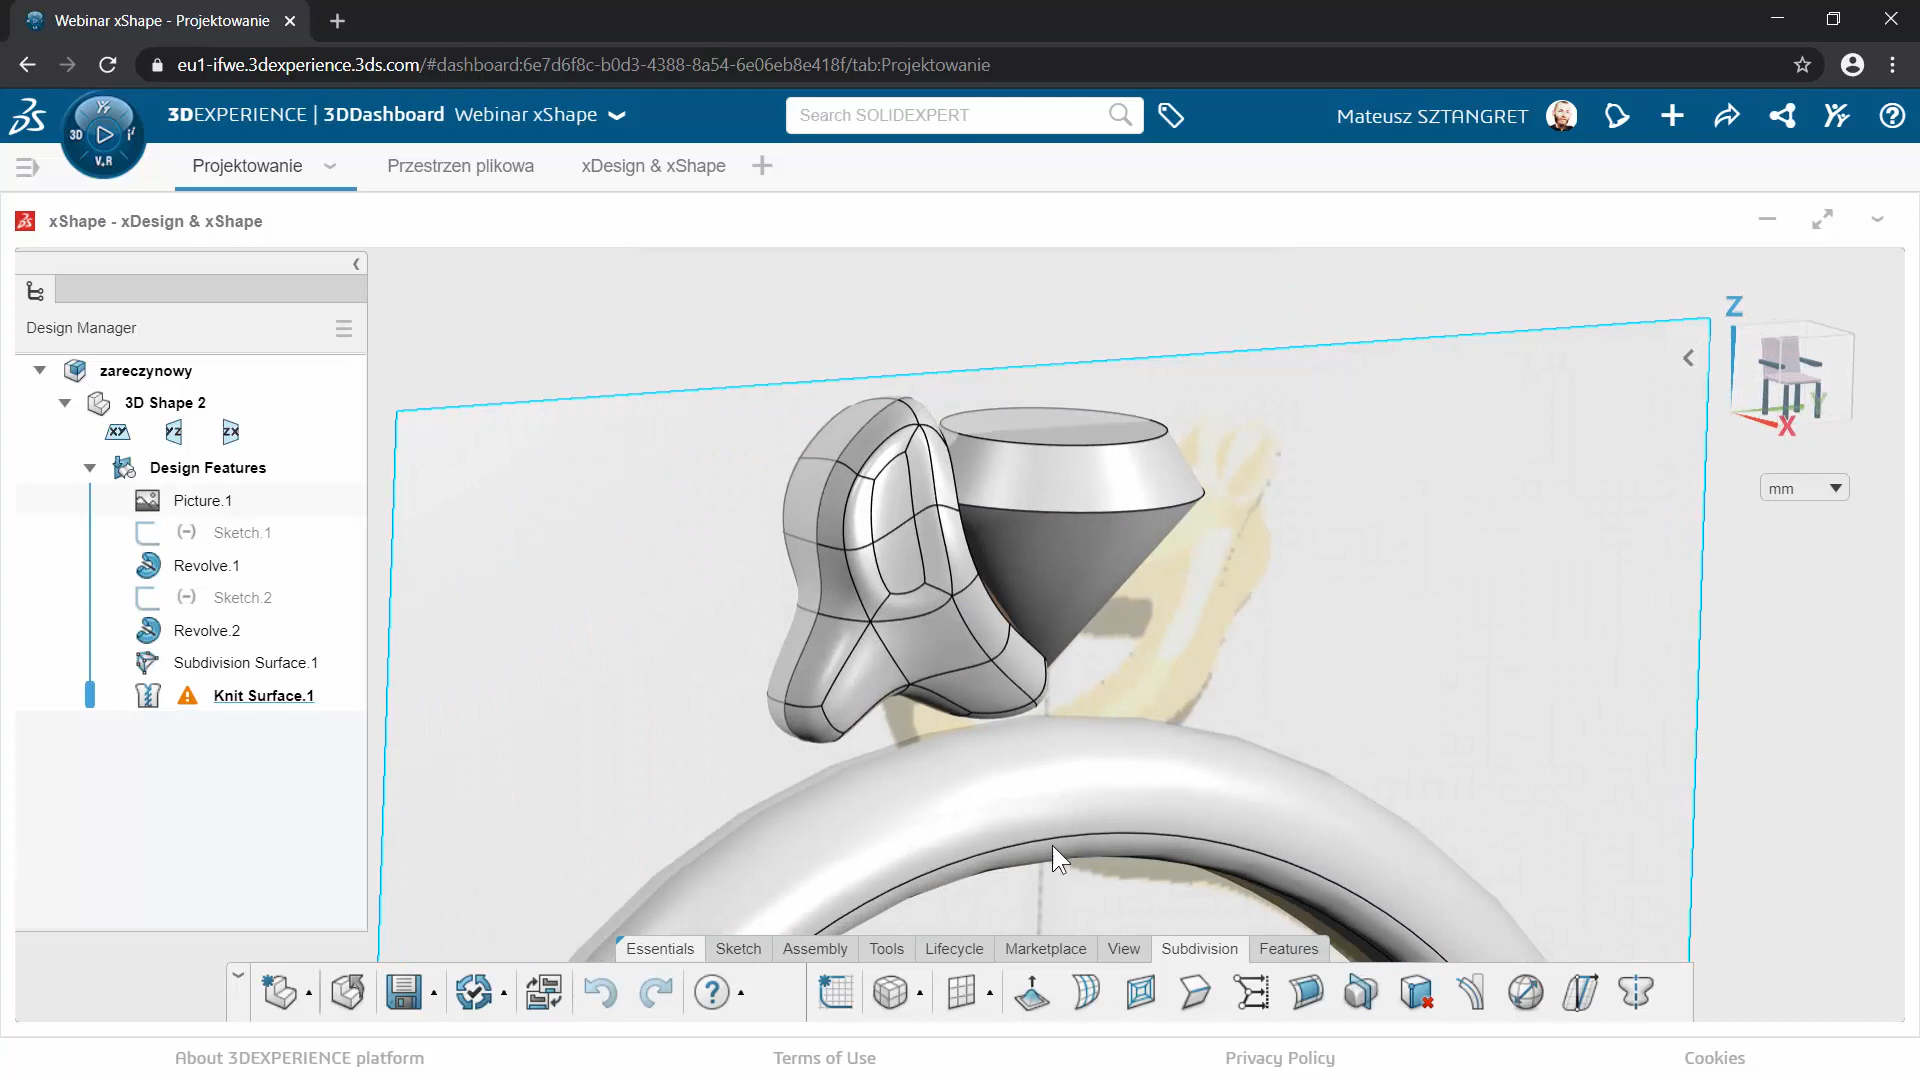 Webinar xShape - Projektowanie
eu1-ifwe.3dexperience.3ds.com/#dashboard:6e7d6f8c-b0d3-4388-8a54-6e06eb8e418f/tab:Projektowanie
3DEXPERIENCE | 3DDashboard Webinar xShape
Search SOLIDEXPERT
Mateusz SZTANGRET
3D
V.R
Projektowanie
Przestrzen plikowa
xDesign & xShape
xShape - xDesign & xShape
Design Manager
zareczynowy
3D Shape 2
XY
YZ
ZX
Design Features
Picture.1
(-) Sketch.1
Revolve.1
(-) Sketch.2
Revolve.2
Subdivision Surface.1
Knit Surface.1
Z
Y
X
mm
Essentials
Sketch
Assembly
Tools
Lifecycle
Marketplace
View
Subdivision
Features
About 3DEXPERIENCE platform
Terms of Use
Privacy Policy
Cookies